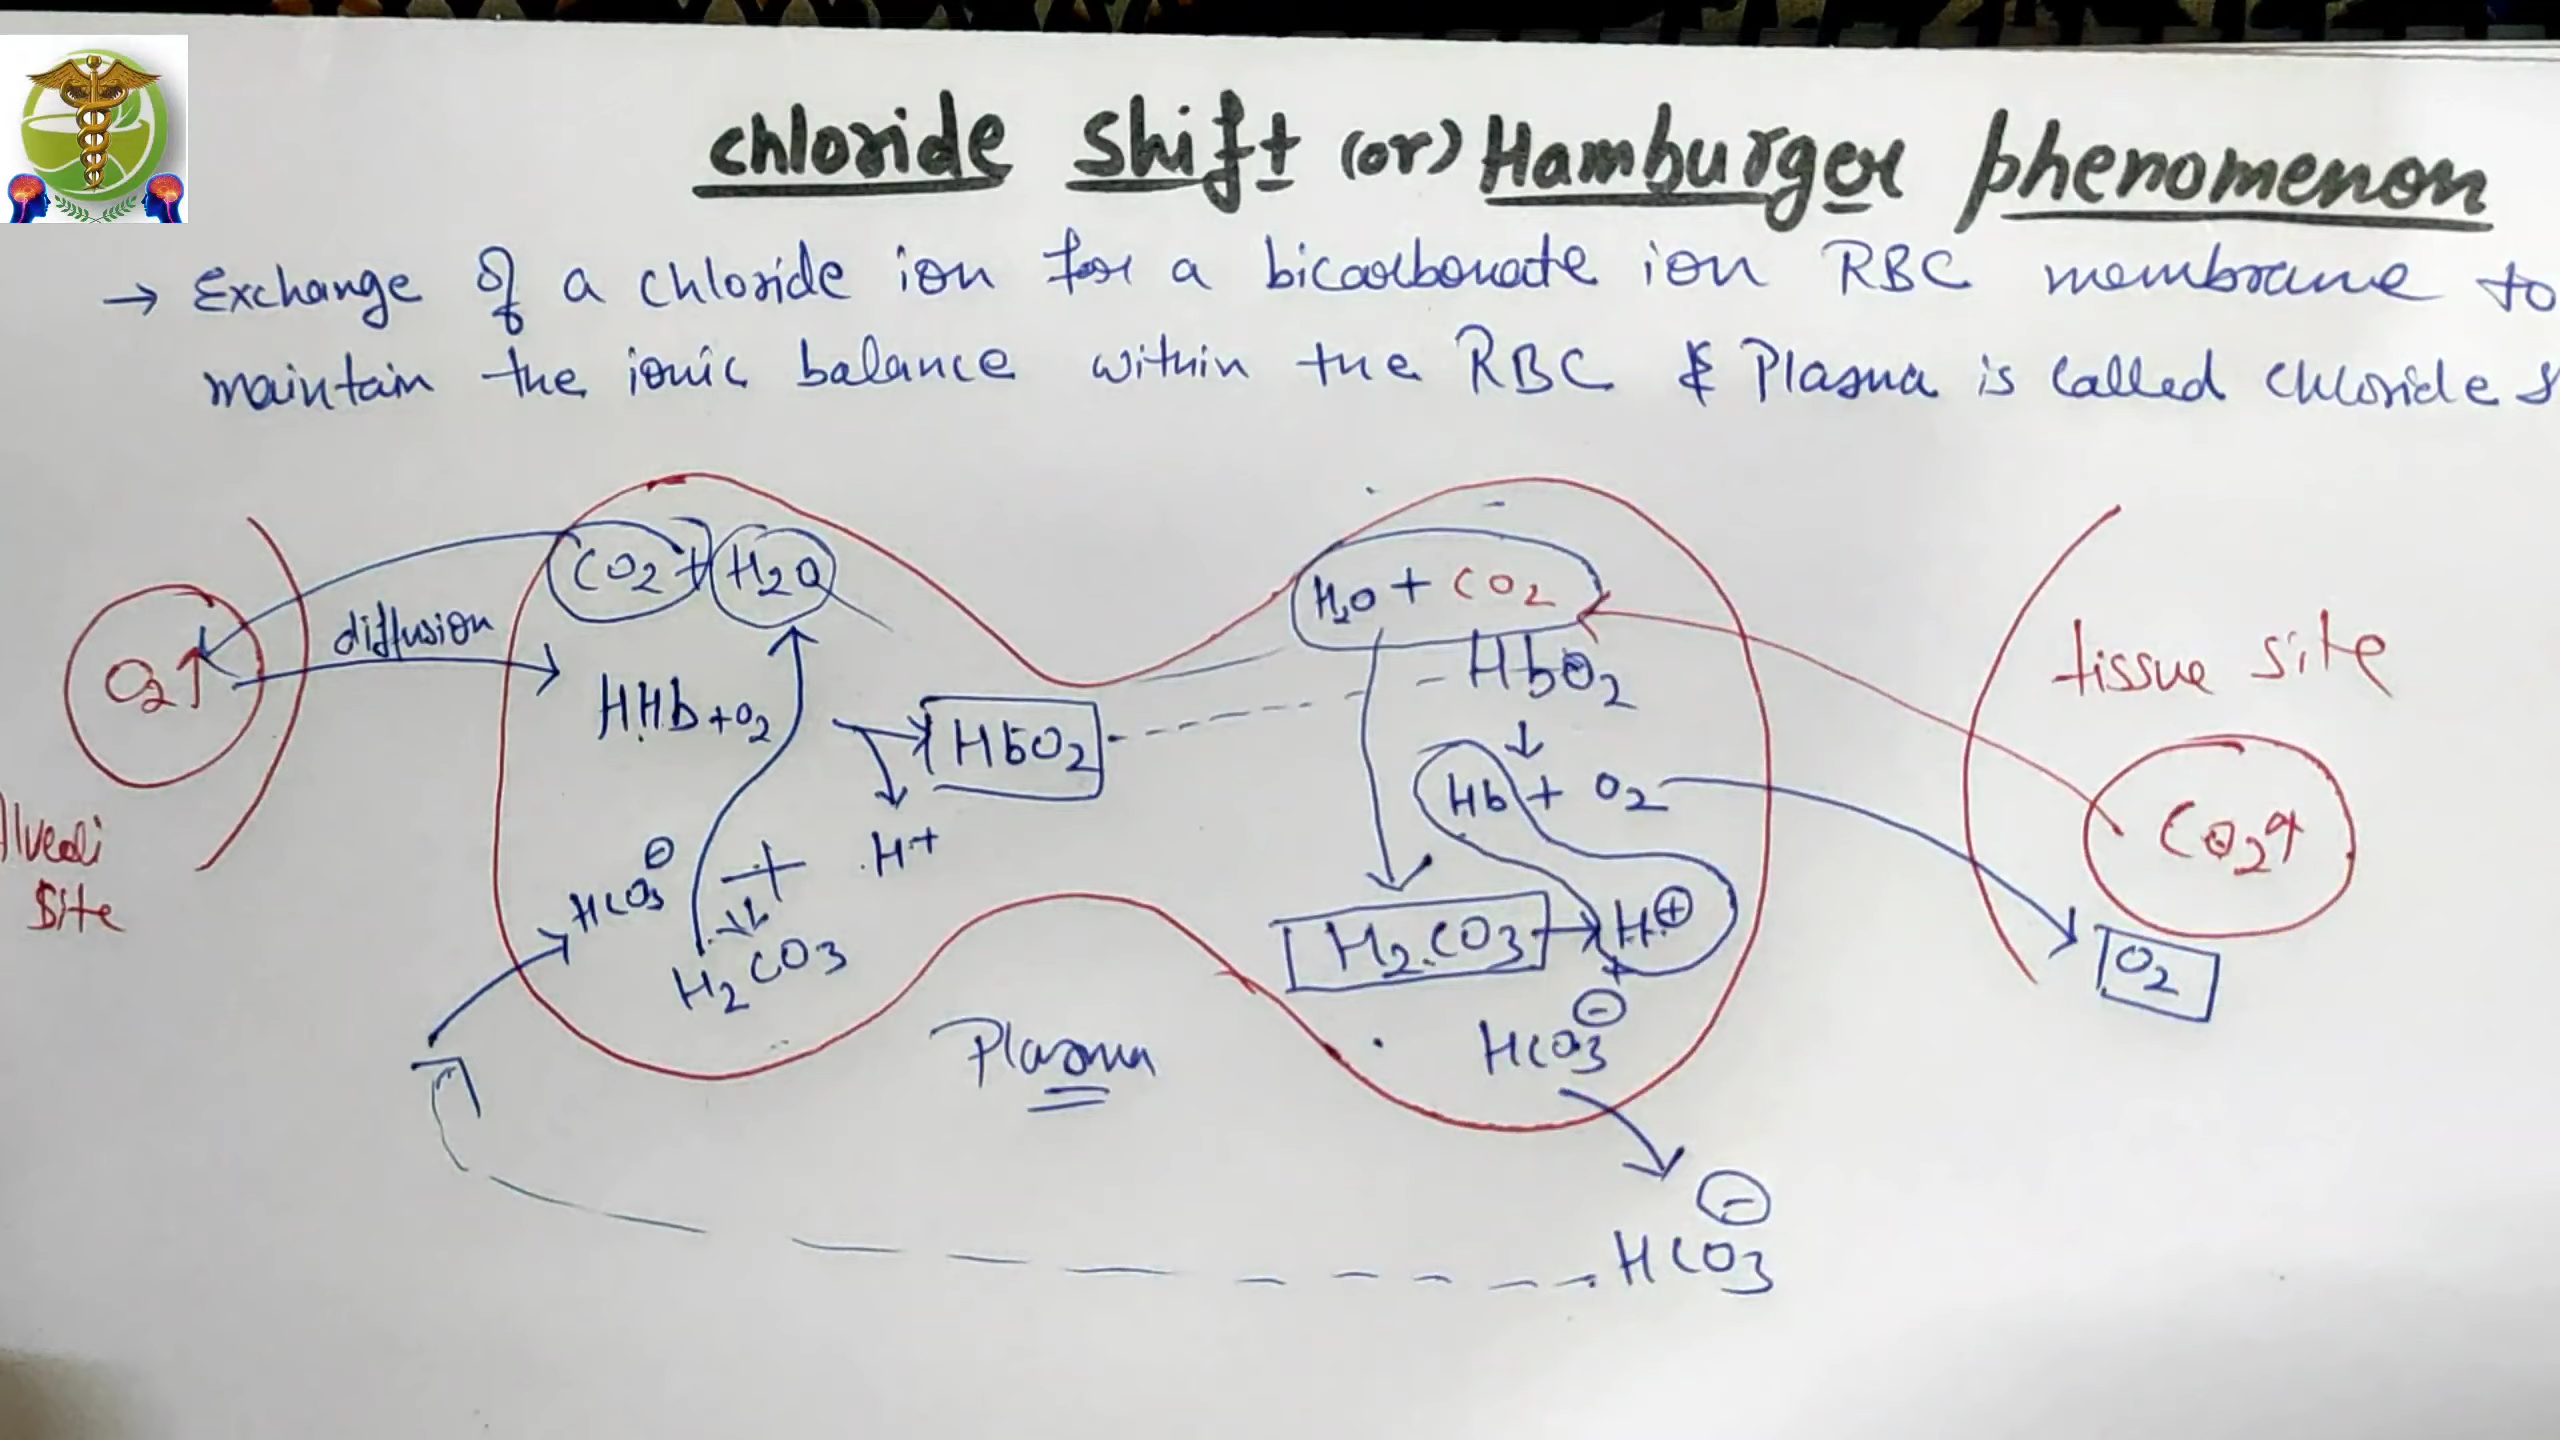 chloride shift (or) Hamburger phenomenon
→ Exchange of a chloride ion for a bicarbonate ion RBC membrane to
maintain the ionic balance within the RBC & Plasma is called chloride s
CO2 + H2O
H2O + CO2
diffusion
O2↑
HbO2
tissue site
HHb + O2
HbO2
Hb + O2
CO2↑
H+
lveoli
site
HCO3⊖
+
H2CO3
H2CO3 → H⊕
+
O2
HCO3⊖
Plasma
HCO3⊖